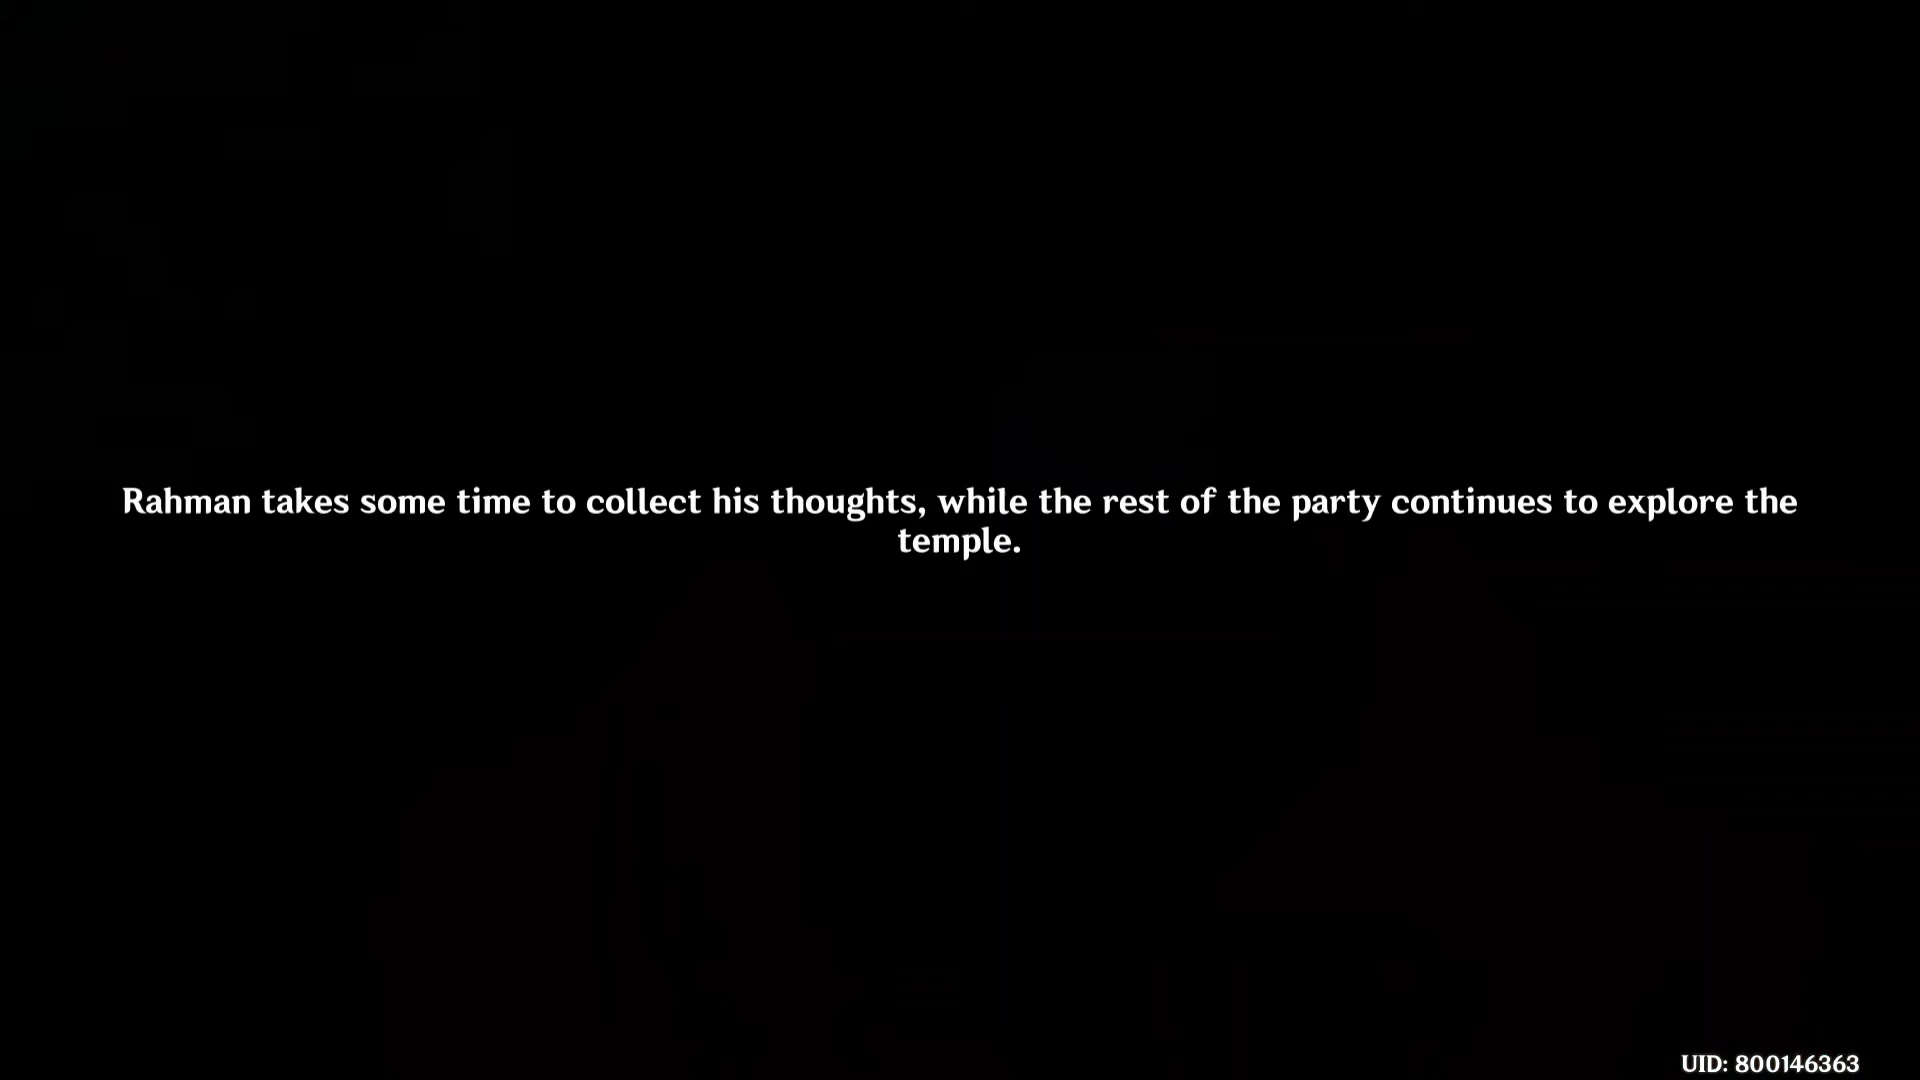 Rahman takes some time to collect his thoughts, while the rest of the party continues to explore the
temple.
UID: 800146363